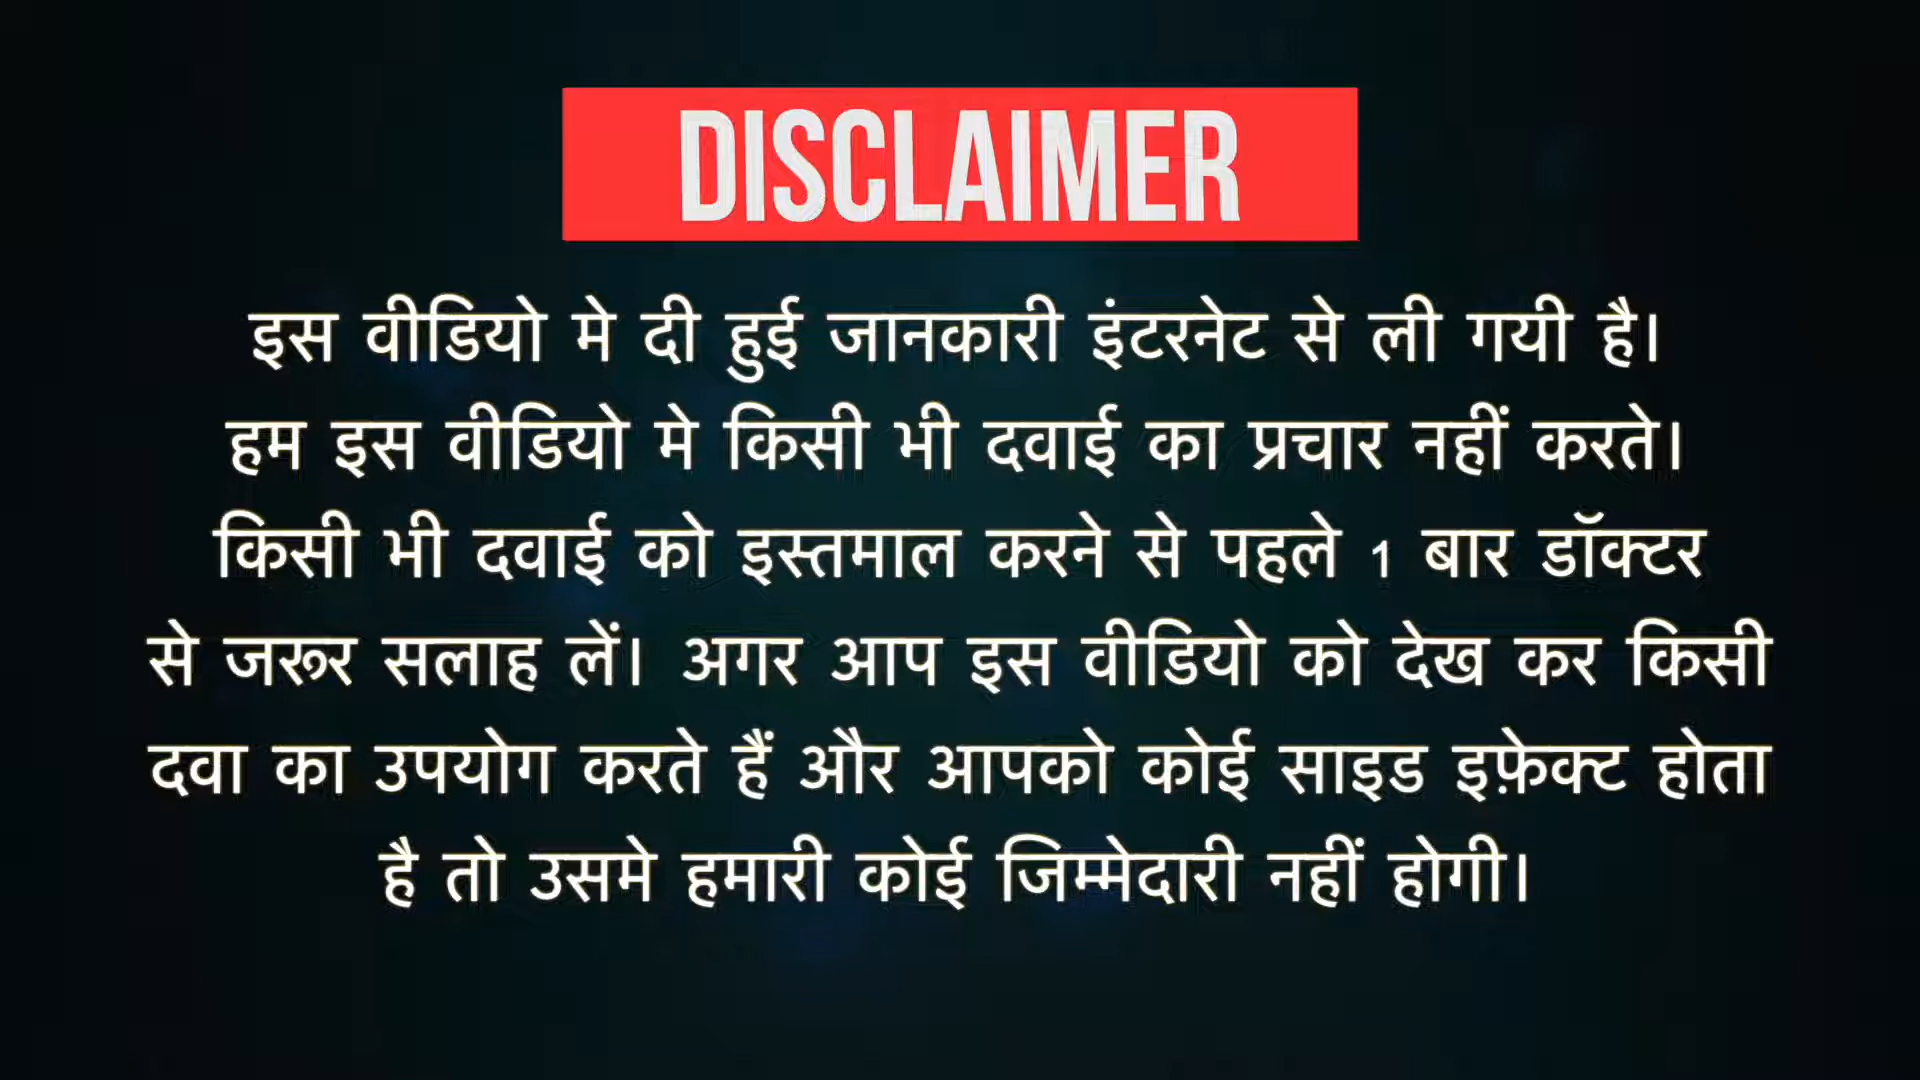 DISCLAIMER
इस वीडियो मे दी हुई जानकारी इंटरनेट से ली गयी है।
हम इस वीडियो मे किसी भी दवाई का प्रचार नहीं करते।
किसी भी दवाई को इस्तमाल करने से पहले 1 बार डॉक्टर
से जरूर सलाह लें। अगर आप इस वीडियो को देख कर किसी
दवा का उपयोग करते हैं और आपको कोई साइड इफ़ेक्ट होता
है तो उसमे हमारी कोई जिम्मेदारी नहीं होगी।